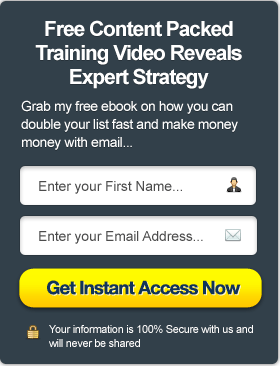 Free Content Packed
Training Video Reveals
Expert Strategy
Grab my free ebook on how you can
double your list fast and make money
money with email...
Enter your First Name...
Enter your Email Address...
Get Instant Access Now
Your information is 100% Secure with us and
will never be shared